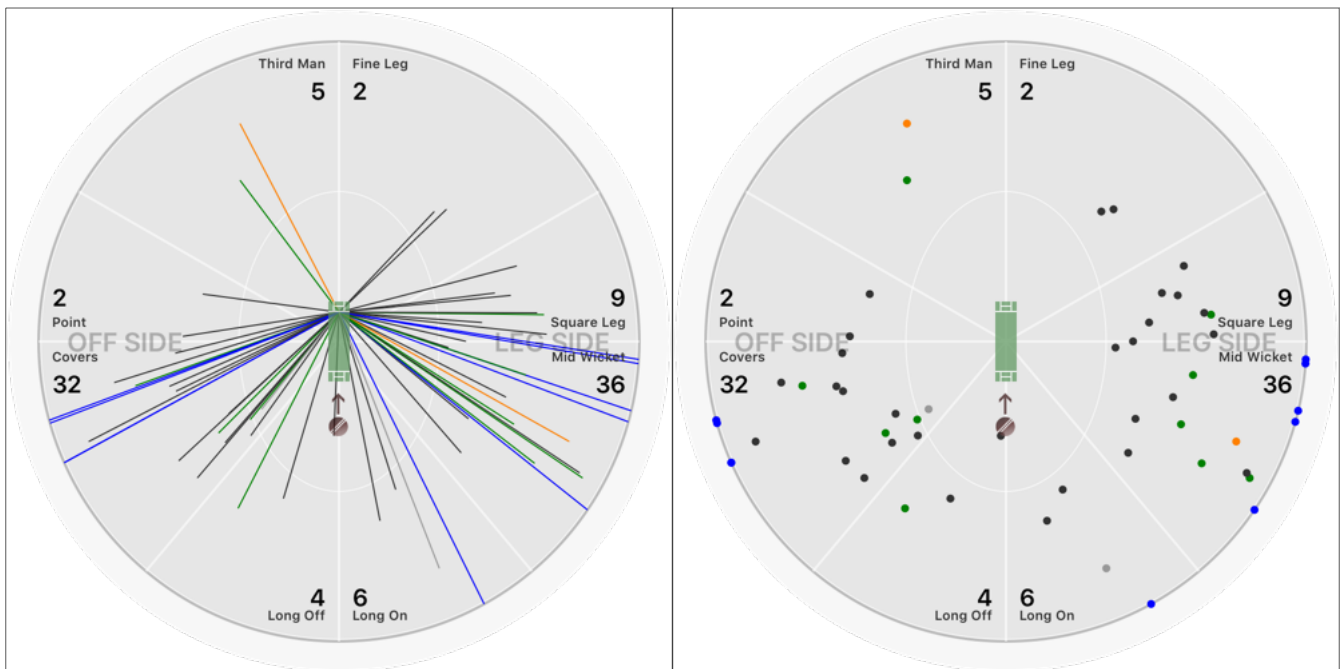 Third Man Fine Leg
5 2
2 9
Point Square Leg
OFF SIDE LEG SIDE
Covers Mid Wicket
32 36
4 6
Long Off Long On
Third Man Fine Leg
5 2
2 9
Point Square Leg
OFF SIDE LEG SIDE
Covers Mid Wicket
32 36
4 6
Long Off Long On